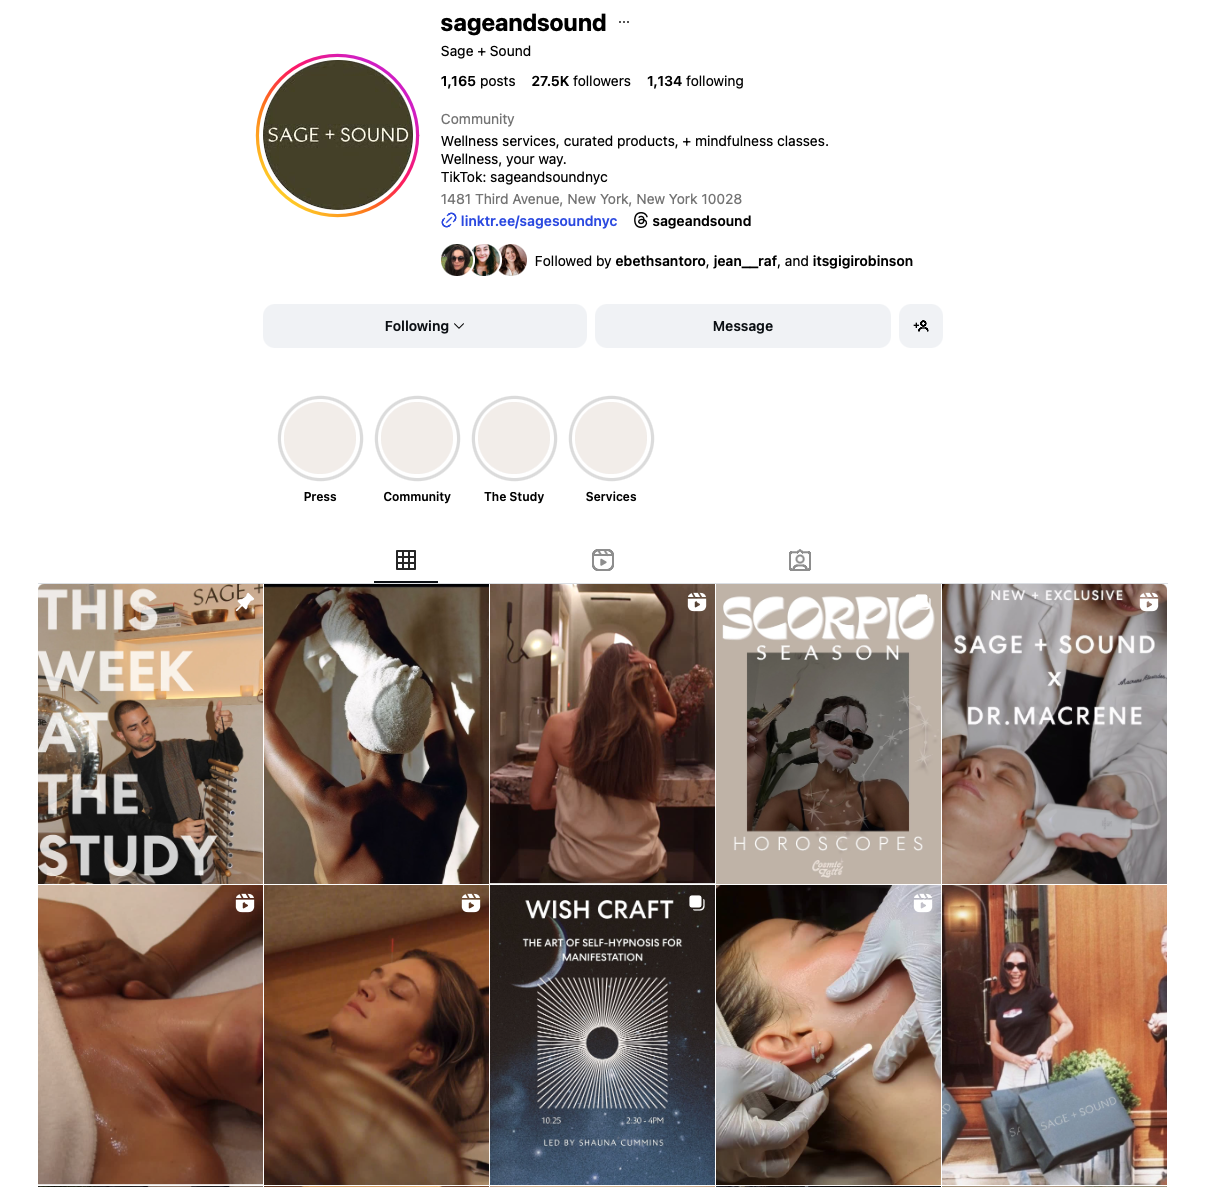 sageandsound ...
Sage + Sound
1,165 posts 27.5K followers 1,134 following
SAGE + SOUND
Community
Wellness services, curated products, + mindfulness classes.
Wellness, your way.
TikTok: sageandsoundnyc
1481 Third Avenue, New York, New York 10028
linktr.ee/sagesoundnyc sageandsound
Followed by ebethsantoro, jean__raf, and itsgigirobinson
Following Message
Press Community The Study Services
SAGE +
THIS
WEEK
AT
THE
STUDY
SCORPIO
SEASON
HOROSCOPES
NEW + EXCLUSIVE
SAGE + SOUND
X
DR.MACRENE
WISH CRAFT
THE ART OF SELF-HYPNOSIS FOR
MANIFESTATION
10.25 2:30 - 4PM
LED BY SHAUNA CUMMINS
SAGE + SOUND